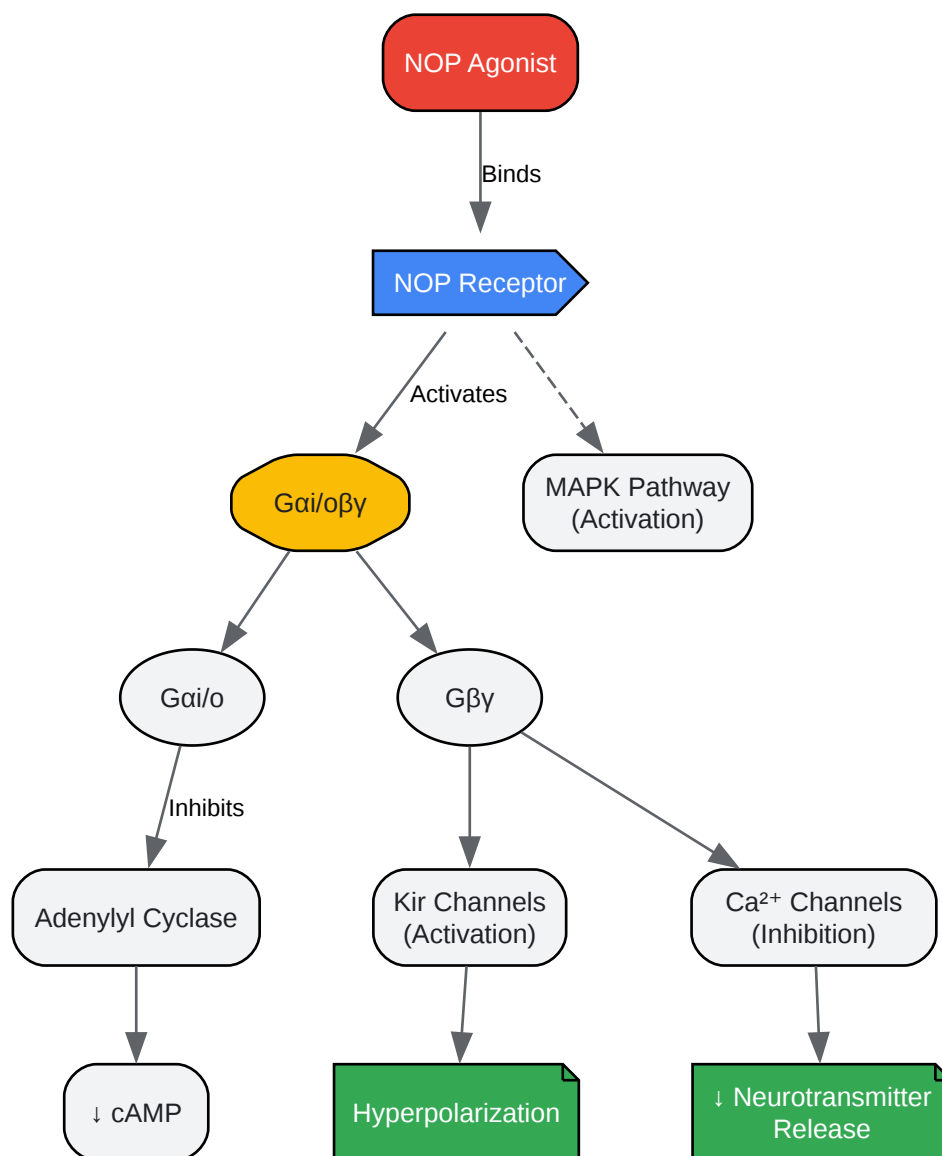 NOP Agonist
Binds
NOP Receptor
Activates
Gαi/oβγ
MAPK Pathway
(Activation)
Gαi/o
Gβγ
Inhibits
Adenylyl Cyclase
Kir Channels
(Activation)
Ca²⁺ Channels
(Inhibition)
↓ cAMP
Hyperpolarization
↓ Neurotransmitter
Release